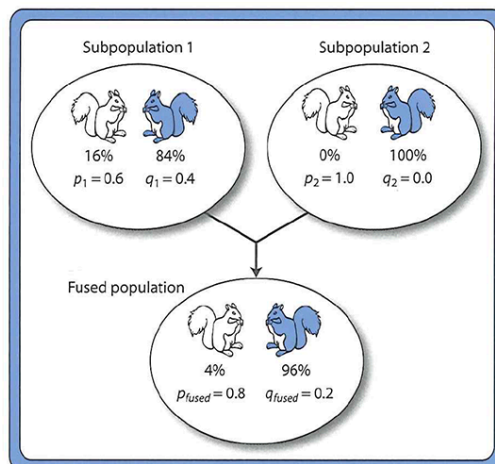 Subpopulation 1 Subpopulation 2
16% 84% 0% 100%
p1 = 0.6 q1 = 0.4 p2 = 1.0 q2 = 0.0
Fused population
4% 96%
pfused = 0.8 qfused = 0.2